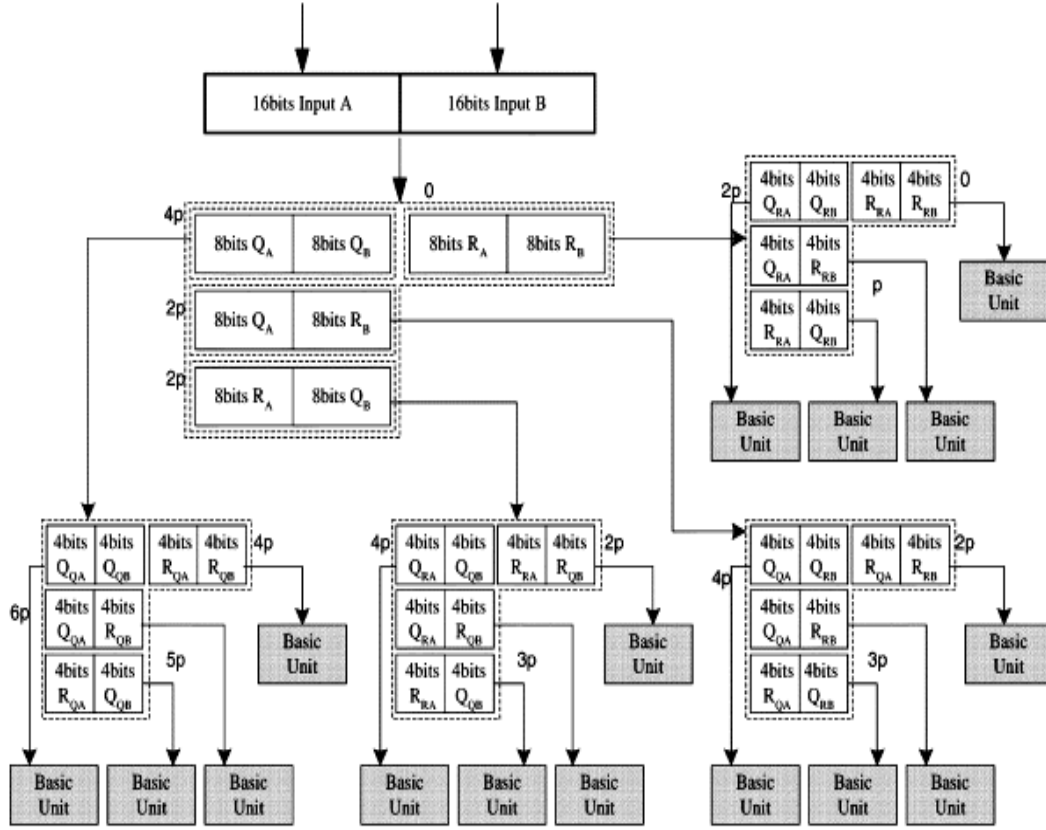 16bits Input A 16bits Input B
0
4p
8bits Q_A 8bits Q_B 8bits R_A 8bits R_B
2p
8bits Q_A 8bits R_B
2p
8bits R_A 8bits Q_B
2p
4bits 4bits 4bits 4bits
Q_RA Q_RB R_RA R_RB
0
4bits 4bits
Q_RA R_RB
p
4bits 4bits
R_RA Q_RB
Basic
Unit
Basic Basic Basic
Unit Unit Unit
4bits 4bits 4bits 4bits
Q_QA Q_QB R_QA R_QB
4p
6p
4bits 4bits
Q_QA R_QB
5p
4bits 4bits
R_QA Q_QB
Basic
Unit
Basic Basic Basic
Unit Unit Unit
4p
4bits 4bits 4bits 4bits
Q_RA Q_QB R_RA R_QB
2p
4bits 4bits
Q_RA R_QB
3p
4bits 4bits
R_RA Q_QB
Basic
Unit
Basic Basic Basic
Unit Unit Unit
4p
4bits 4bits 4bits 4bits
Q_QA Q_RB R_QA R_RB
2p
4bits 4bits
Q_QA R_RB
3p
4bits 4bits
R_QA Q_RB
Basic
Unit
Basic Basic Basic
Unit Unit Unit